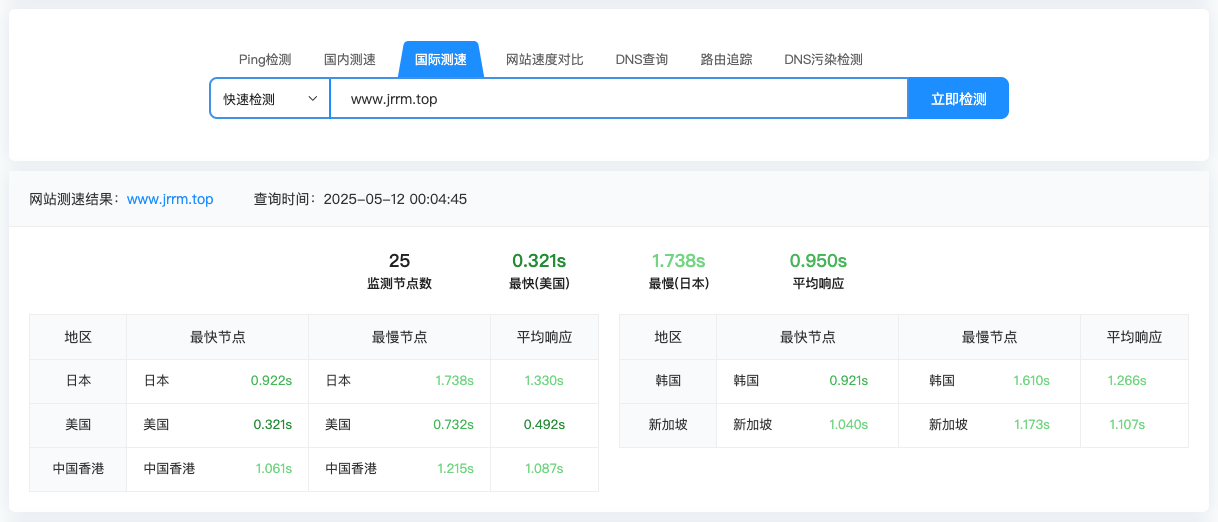 Ping检测 国内测速 国际测速 网站速度对比 DNS查询 路由追踪 DNS污染检测
快速检测 www.jrrm.top 立即检测
网站测速结果：www.jrrm.top 查询时间：2025-05-12 00:04:45
25 0.321s 1.738s 0.950s
监测节点数 最快(美国) 最慢(日本) 平均响应
地区 最快节点 最慢节点 平均响应
日本 日本 0.922s 日本 1.738s 1.330s
美国 美国 0.321s 美国 0.732s 0.492s
中国香港 中国香港 1.061s 中国香港 1.215s 1.087s
地区 最快节点 最慢节点 平均响应
韩国 韩国 0.921s 韩国 1.610s 1.266s
新加坡 新加坡 1.040s 新加坡 1.173s 1.107s